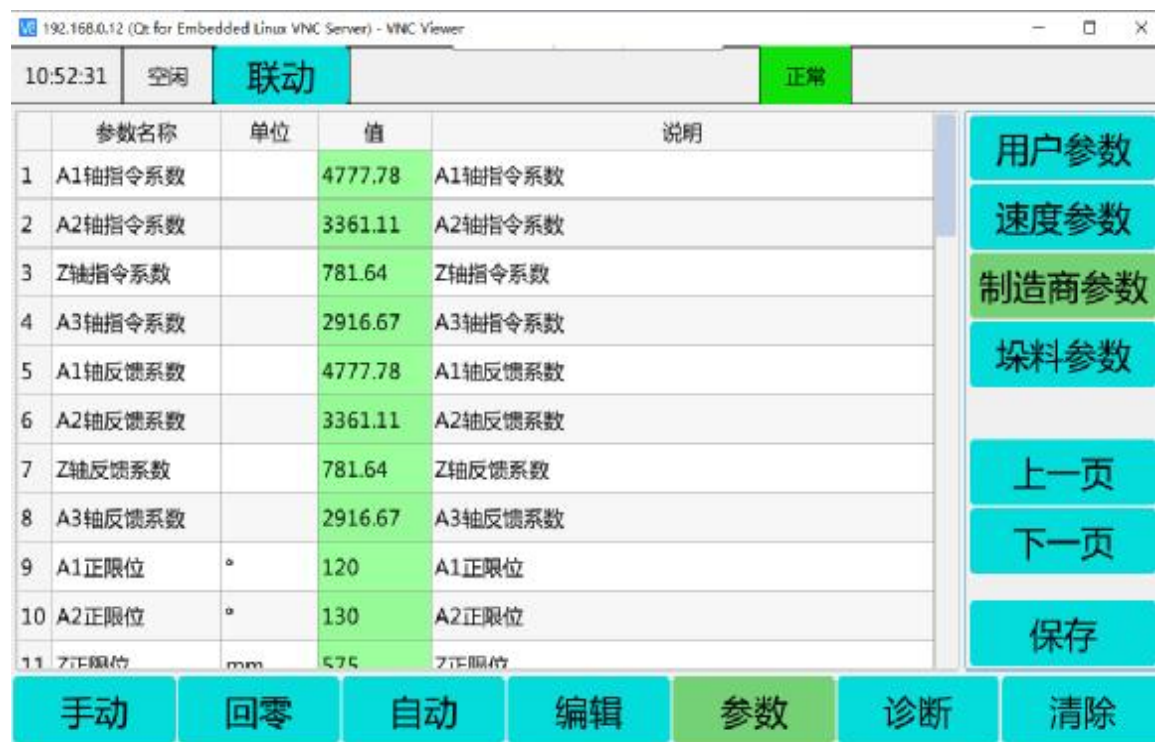 192.168.0.12 (Qt for Embedded Linux VNC Server) - VNC Viewer
10:52:31 空闲 联动 正常
参数名称 单位 值 说明
1 A1轴指令系数 4777.78 A1轴指令系数
2 A2轴指令系数 3361.11 A2轴指令系数
3 Z轴指令系数 781.64 Z轴指令系数
4 A3轴指令系数 2916.67 A3轴指令系数
5 A1轴反馈系数 4777.78 A1轴反馈系数
6 A2轴反馈系数 3361.11 A2轴反馈系数
7 Z轴反馈系数 781.64 Z轴反馈系数
8 A3轴反馈系数 2916.67 A3轴反馈系数
9 A1正限位 ° 120 A1正限位
10 A2正限位 ° 130 A2正限位
11 Z正限位 mm 575 Z正限位
用户参数
速度参数
制造商参数
垛料参数
上一页
下一页
保存
手动 回零 自动 编辑 参数 诊断 清除